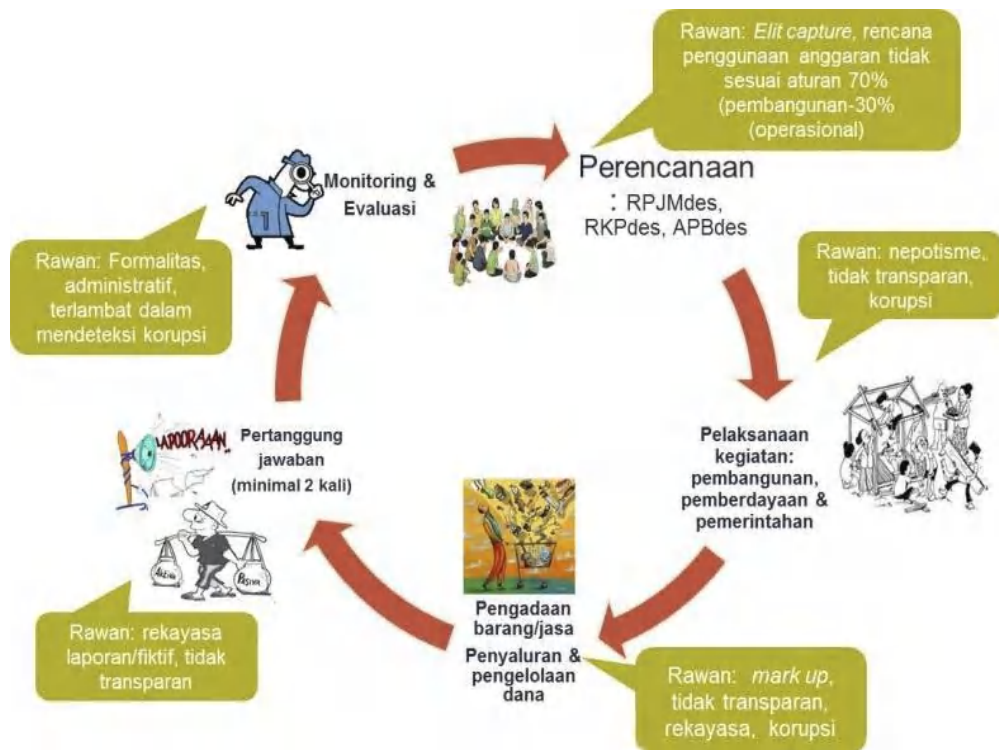 Rawan: Elit capture, rencana
penggunaan anggaran tidak
sesuai aturan 70%
(pembangunan-30%
(operasional)
Perencanaan
: RPJMdes,
RKPdes, APBdes
Rawan: nepotisme,
tidak transparan,
korupsi
Pelaksanaan
kegiatan:
pembangunan,
pemberdayaan &
pemerintahan
Pengadaan
barang/jasa
Penyaluran &
pengelolaan
dana
Rawan: mark up,
tidak transparan,
rekayasa, korupsi
Pertanggung
jawaban
(minimal 2 kali)
LAPOORAAAN..
AKTIVA
PASIVA
Rawan: rekayasa
laporan/fiktif, tidak
transparan
Monitoring &
Evaluasi
Rawan: Formalitas,
administratif,
terlambat dalam
mendeteksi korupsi